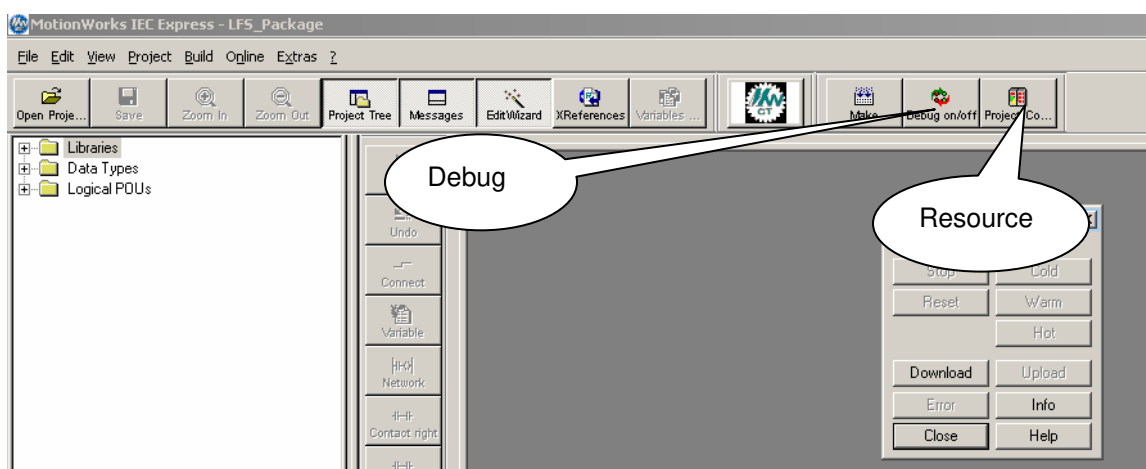 MotionWorks IEC Express - LFS_Package
File Edit View Project Build Online Extras ?
Open Proje... Save Zoom In Zoom Out Project Tree Messages EditWizard XReferences Variables ... Make Debug on/off Project Co...
Libraries
Data Types
Logical POUs
Debug
Resource
Undo
Connect
Variable
Network
Contact right
Stop Cold
Reset Warm
Hot
Download Upload
Error Info
Close Help